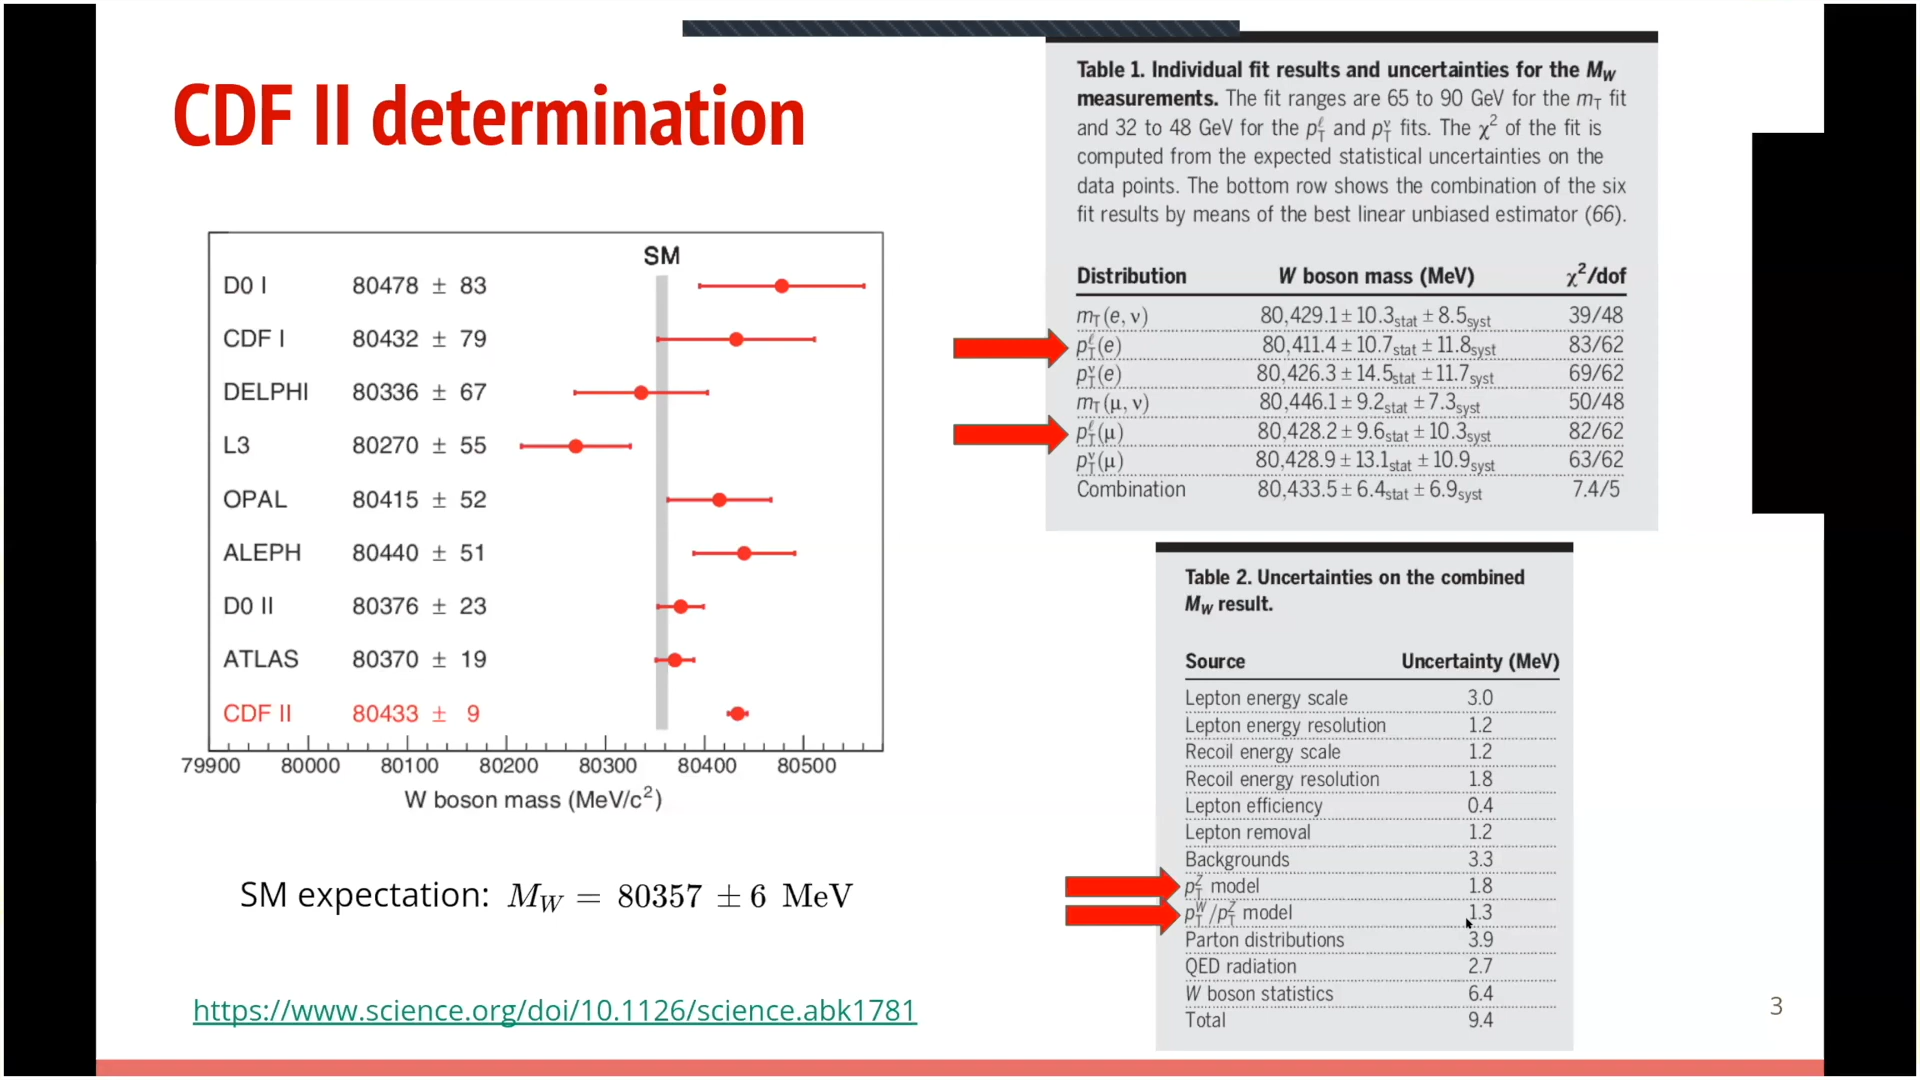 CDF II determination
SM
D0 I 80478 ± 83
CDF I 80432 ± 79
DELPHI 80336 ± 67
L3 80270 ± 55
OPAL 80415 ± 52
ALEPH 80440 ± 51
D0 II 80376 ± 23
ATLAS 80370 ± 19
CDF II 80433 ± 9
79900 80000 80100 80200 80300 80400 80500
W boson mass (MeV/c²)
SM expectation: M_W = 80357 ± 6 MeV
https://www.science.org/doi/10.1126/science.abk1781
Table 1. Individual fit results and uncertainties for the M_W
measurements. The fit ranges are 65 to 90 GeV for the m_T fit
and 32 to 48 GeV for the p_T^ℓ and p_T^ν fits. The χ² of the fit is
computed from the expected statistical uncertainties on the
data points. The bottom row shows the combination of the six
fit results by means of the best linear unbiased estimator (66).
Distribution W boson mass (MeV) χ²/dof
m_T(e, ν) 80,429.1 ± 10.3_stat ± 8.5_syst 39/48
p_T^ℓ(e) 80,411.4 ± 10.7_stat ± 11.8_syst 83/62
p_T^ν(e) 80,426.3 ± 14.5_stat ± 11.7_syst 69/62
m_T(μ, ν) 80,446.1 ± 9.2_stat ± 7.3_syst 50/48
p_T^ℓ(μ) 80,428.2 ± 9.6_stat ± 10.3_syst 82/62
p_T^ν(μ) 80,428.9 ± 13.1_stat ± 10.9_syst 63/62
Combination 80,433.5 ± 6.4_stat ± 6.9_syst 7.4/5
Table 2. Uncertainties on the combined
M_W result.
Source Uncertainty (MeV)
Lepton energy scale 3.0
Lepton energy resolution 1.2
Recoil energy scale 1.2
Recoil energy resolution 1.8
Lepton efficiency 0.4
Lepton removal 1.2
Backgrounds 3.3
p_T^Z model 1.8
p_T^W/p_T^Z model 1.3
Parton distributions 3.9
QED radiation 2.7
W boson statistics 6.4
Total 9.4
3